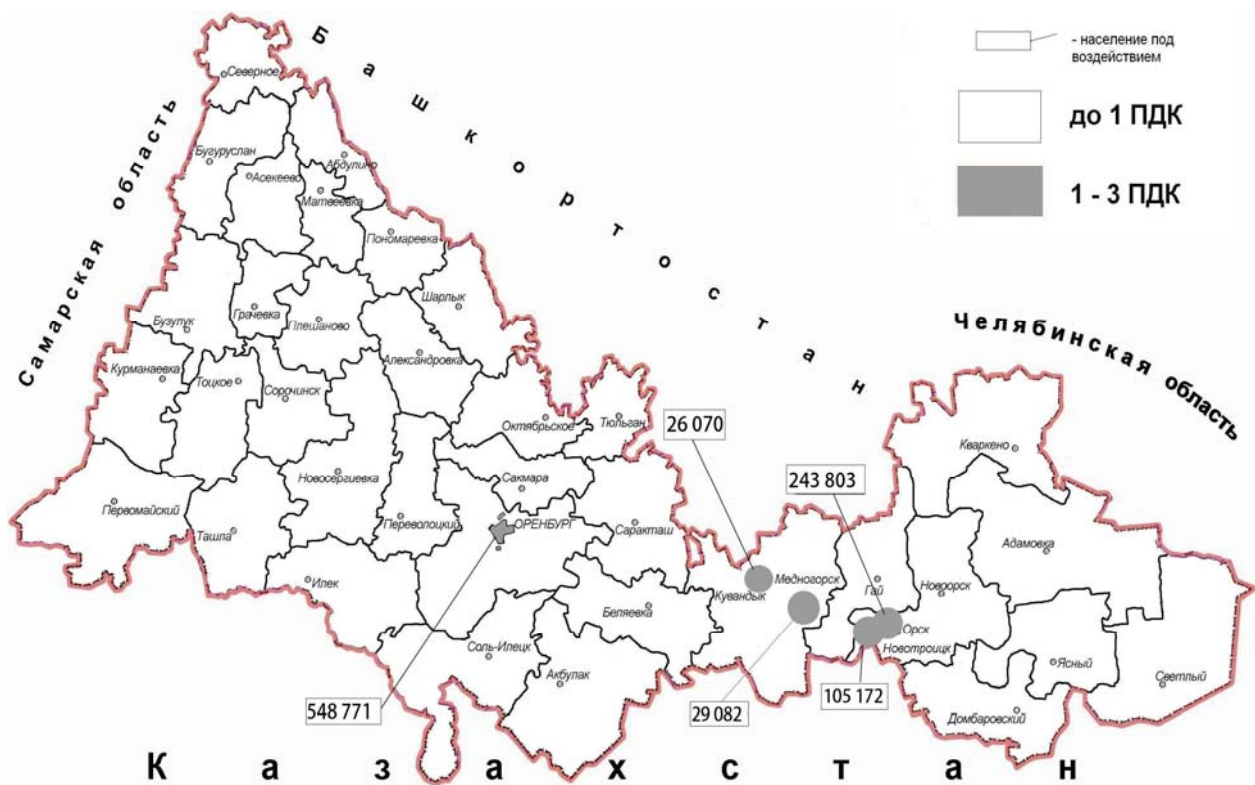 - население под
воздействием
до 1 ПДК
1 - 3 ПДК
Самарская область
Башкортостан
Челябинская область
Казахстан
Северное
Бугуруслан
Абдулино
Асекеево
Матвеевка
Пономаревка
Шарлык
Грачевка
Плешаново
Бузулук
Александровка
Курманаевка
Тоцкое
Сорочинск
Октябрьское
Тюльган
26 070
Кваркено
243 803
Новосергиевка
Сакмара
Первомайский
Ташла
Переволоцкий
ОРЕНБУРГ
Саракташ
Адамовка
Илек
Кувандык
Медногорск
Гай
Новоорск
Беляевка
Орск
Новотроицк
Соль-Илецк
Акбулак
Ясный
Светлый
548 771
29 082
105 172
Домбаровский